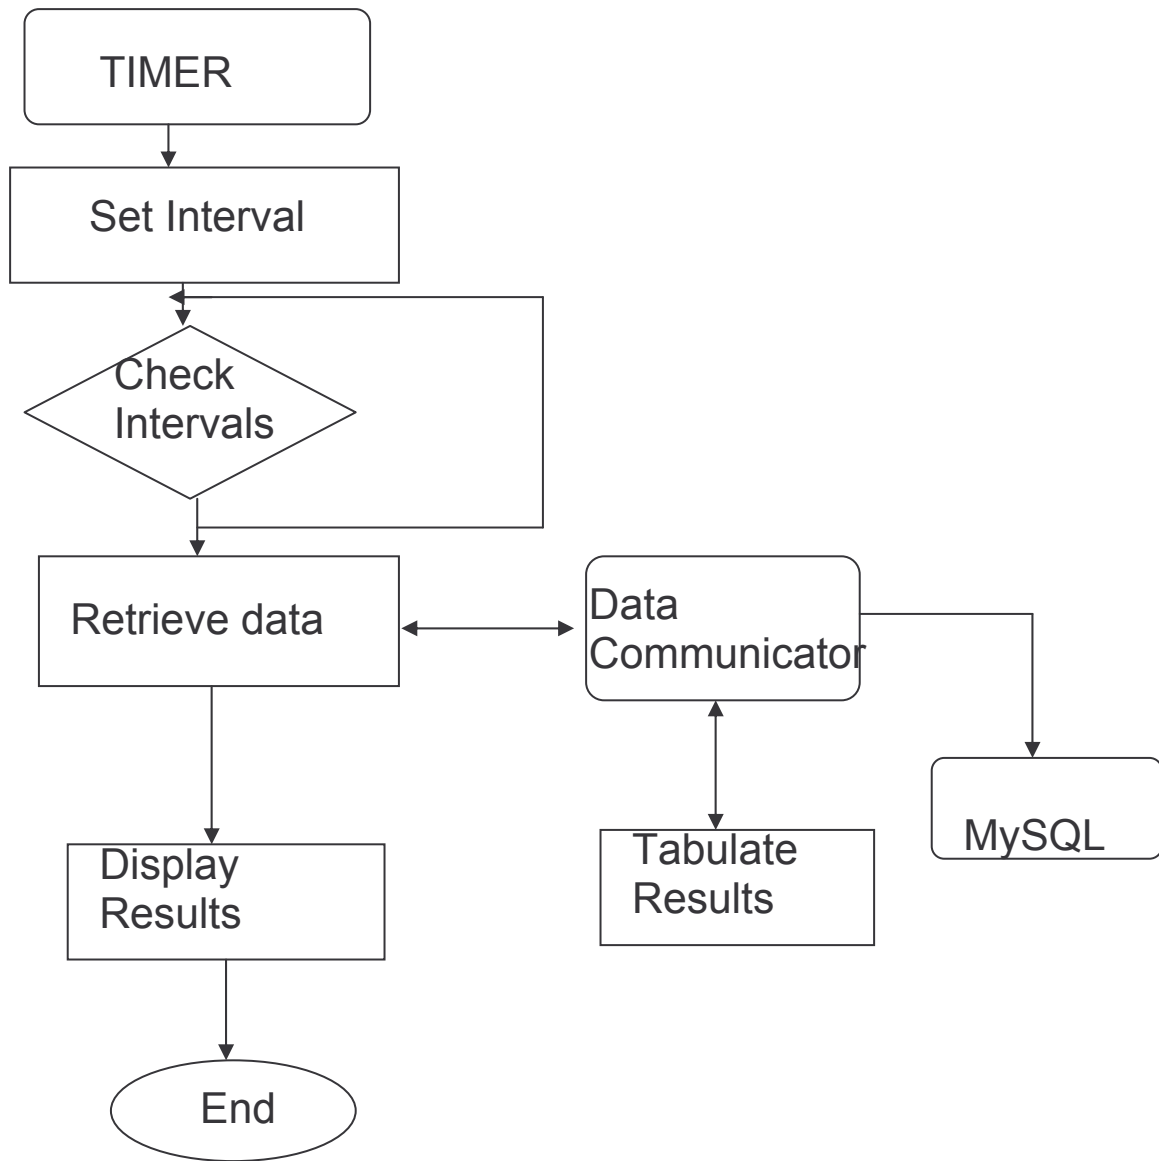 TIMER
Set Interval
Check
Intervals
Retrieve data
Data
Communicator
MySQL
Display
Results
Tabulate
Results
End